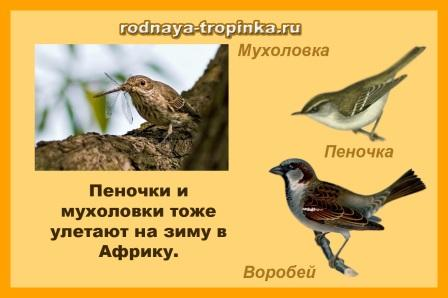 rodnaya-tropinka.ru
Мухоловка
Пеночка
Пеночки и
мухоловки тоже
улетают на зиму в
Африку.
Воробей